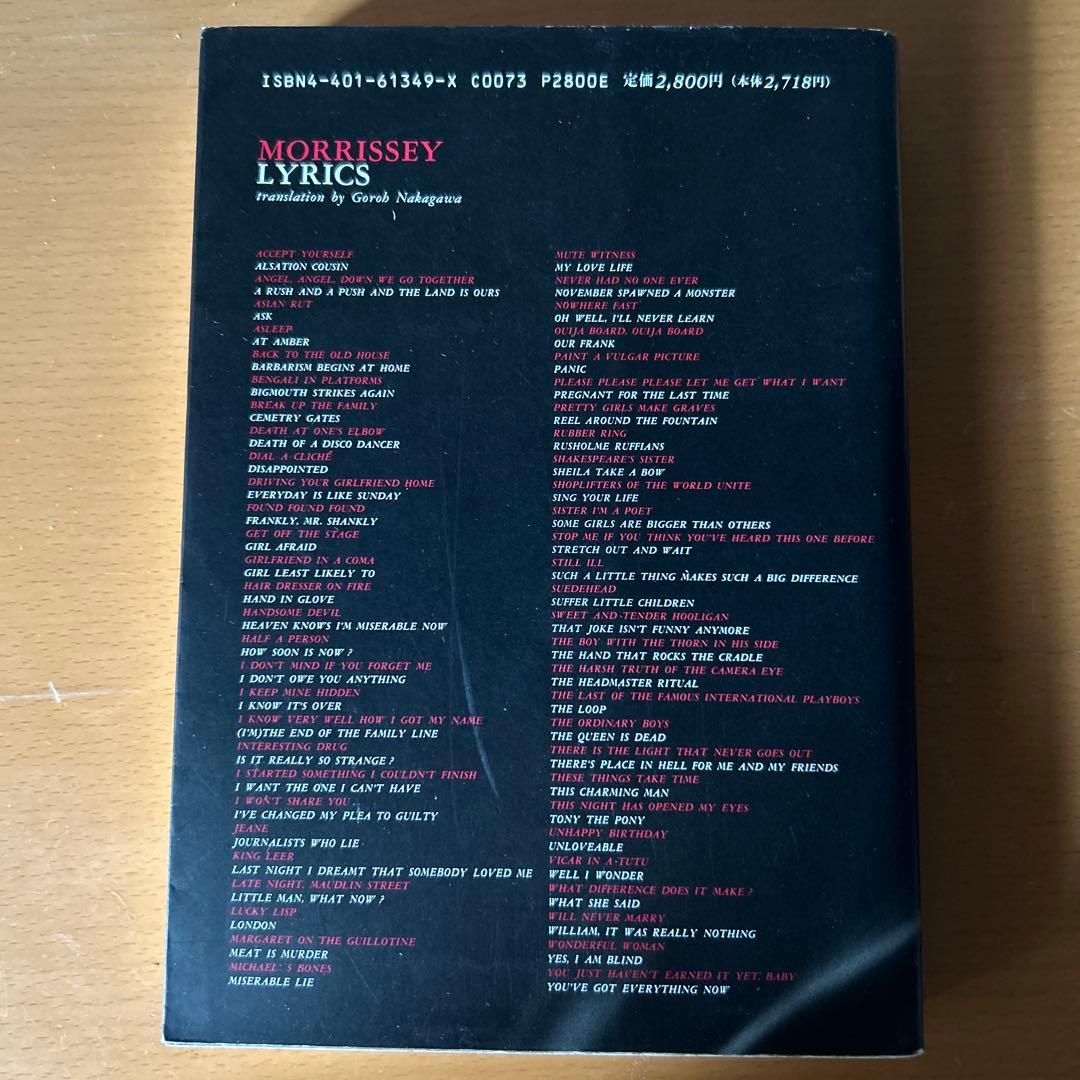 ISBN4-401-61349-X C0073 P2800E 定価2,800円(本体2,718円)
MORRISSEY
LYRICS
translation by Goroh Nakagawa
ACCEPT YOURSELF
ALSATION COUSIN
ANGEL, ANGEL, DOWN WE GO TOGETHER
A RUSH AND A PUSH AND THE LAND IS OURS
ASIAN RUT
ASK
ASLEEP
AT AMBER
BACK TO THE OLD HOUSE
BARBARISM BEGINS AT HOME
BENGALI IN PLATFORMS
BIGMOUTH STRIKES AGAIN
BREAK UP THE FAMILY
CEMETRY GATES
DEATH AT ONE'S ELBOW
DEATH OF A DISCO DANCER
DIAL-A-CLICHÉ
DISAPPOINTED
DRIVING YOUR GIRLFRIEND HOME
EVERYDAY IS LIKE SUNDAY
FOUND FOUND FOUND
FRANKLY, MR. SHANKLY
GET OFF THE STAGE
GIRL AFRAID
GIRLFRIEND IN A COMA
GIRL LEAST LIKELY TO
HAIR DRESSER ON FIRE
HAND IN GLOVE
HANDSOME DEVIL
HEAVEN KNOWS I'M MISERABLE NOW
HALF A PERSON
HOW SOON IS NOW ?
I DON'T MIND IF YOU FORGET ME
I DON'T OWE YOU ANYTHING
I KEEP MINE HIDDEN
I KNOW IT'S OVER
I KNOW VERY WELL HOW I GOT MY NAME
(I'M)THE END OF THE FAMILY LINE
INTERESTING DRUG
IS IT REALLY SO STRANGE ?
I STARTED SOMETHING I COULDN'T FINISH
I WANT THE ONE I CAN'T HAVE
I WON'T SHARE YOU
I'VE CHANGED MY PLEA TO GUILTY
JEANE
JOURNALISTS WHO LIE
KING LEER
LAST NIGHT I DREAMT THAT SOMEBODY LOVED ME
LATE NIGHT, MAUDLIN STREET
LITTLE MAN, WHAT NOW ?
LUCKY LISP
LONDON
MARGARET ON THE GUILLOTINE
MEAT IS MURDER
MICHAEL'S BONES
MISERABLE LIE
MUTE WITNESS
MY LOVE LIFE
NEVER HAD NO ONE EVER
NOVEMBER SPAWNED A MONSTER
NOWHERE FAST
OH WELL, I'LL NEVER LEARN
OUIJA BOARD, OUIJA BOARD
OUR FRANK
PAINT A VULGAR PICTURE
PANIC
PLEASE PLEASE PLEASE LET ME GET WHAT I WANT
PREGNANT FOR THE LAST TIME
PRETTY GIRLS MAKE GRAVES
REEL AROUND THE FOUNTAIN
RUBBER RING
RUSHOLME RUFFIANS
SHAKESPEARE'S SISTER
SHEILA TAKE A BOW
SHOPLIFTERS OF THE WORLD UNITE
SING YOUR LIFE
SISTER I'M A POET
SOME GIRLS ARE BIGGER THAN OTHERS
STOP ME IF YOU THINK YOU'VE HEARD THIS ONE BEFORE
STRETCH OUT AND WAIT
STILL ILL
SUCH A LITTLE THING MAKES SUCH A BIG DIFFERENCE
SUEDEHEAD
SUFFER LITTLE CHILDREN
SWEET AND TENDER HOOLIGAN
THAT JOKE ISN'T FUNNY ANYMORE
THE BOY WITH THE THORN IN HIS SIDE
THE HAND THAT ROCKS THE CRADLE
THE HARSH TRUTH OF THE CAMERA EYE
THE HEADMASTER RITUAL
THE LAST OF THE FAMOUS INTERNATIONAL PLAYBOYS
THE LOOP
THE ORDINARY BOYS
THE QUEEN IS DEAD
THERE IS THE LIGHT THAT NEVER GOES OUT
THERE'S PLACE IN HELL FOR ME AND MY FRIENDS
THESE THINGS TAKE TIME
THIS CHARMING MAN
THIS NIGHT HAS OPENED MY EYES
TONY THE PONY
UNHAPPY BIRTHDAY
UNLOVEABLE
VICAR IN A TUTU
WELL I WONDER
WHAT DIFFERENCE DOES IT MAKE ?
WHAT SHE SAID
WILL NEVER MARRY
WILLIAM, IT WAS REALLY NOTHING
WONDERFUL WOMAN
YES, I AM BLIND
YOU JUST HAVEN'T EARNED IT YET, BABY
YOU'VE GOT EVERYTHING NOW